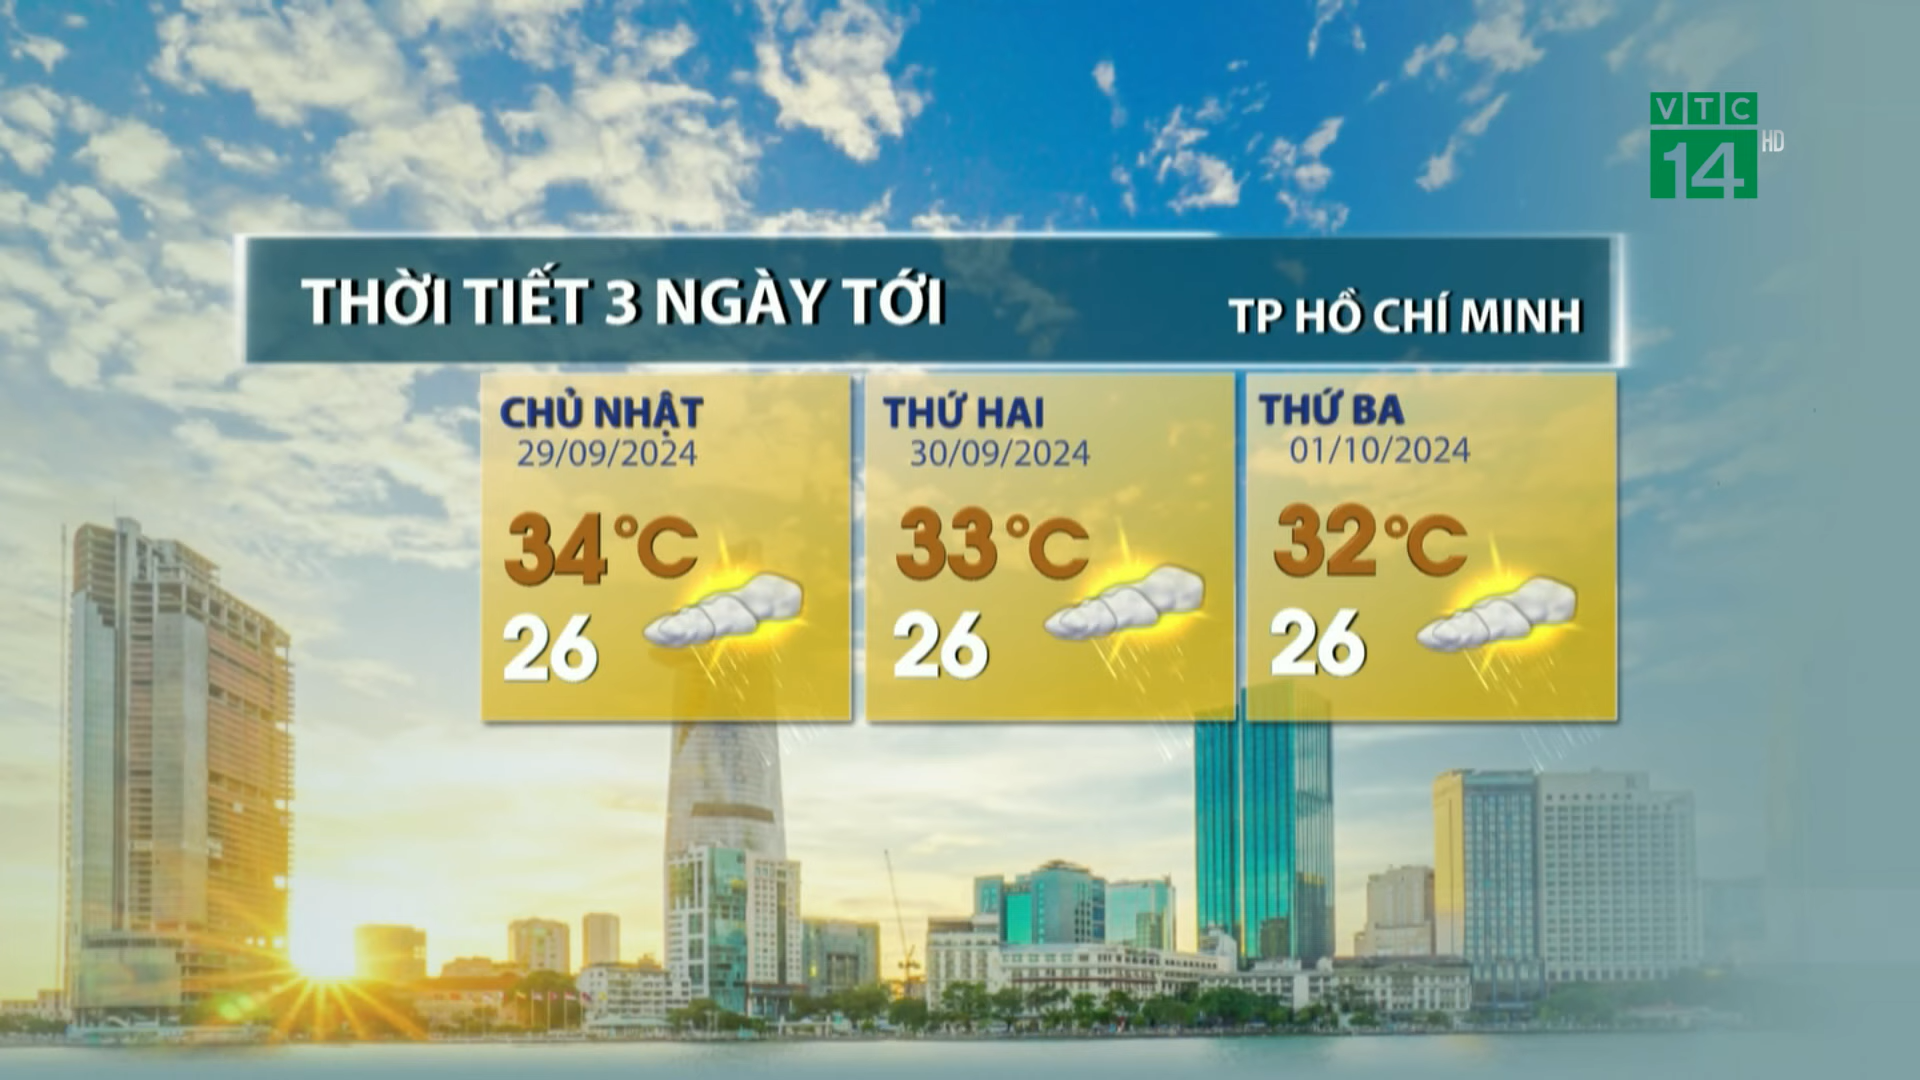 VTC
14 HD
THỜI TIẾT 3 NGÀY TỚI
TP HỒ CHÍ MINH
CHỦ NHẬT
29/09/2024
34°C
26
THỨ HAI
30/09/2024
33°C
26
THỨ BA
01/10/2024
32°C
26